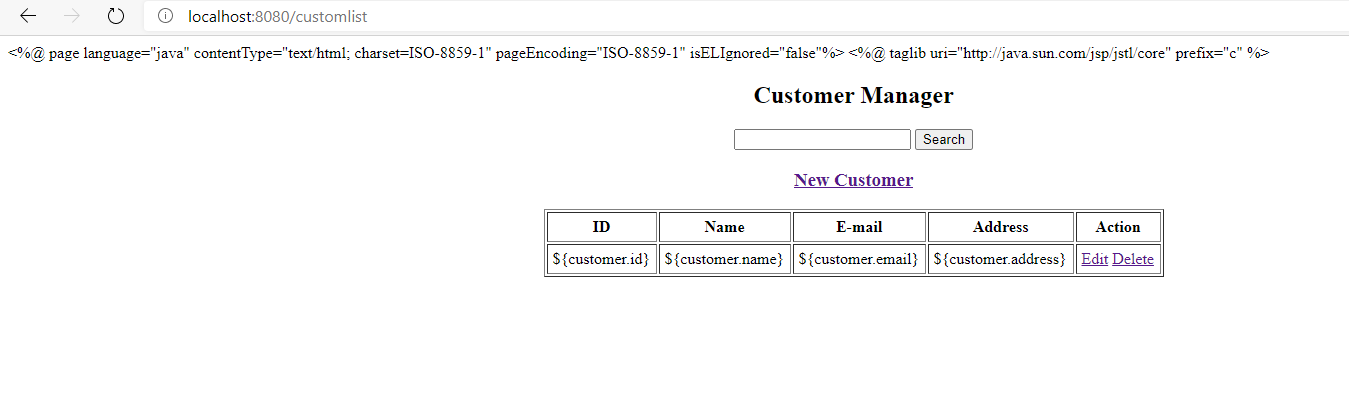 localhost:8080/customlist
<%@ page language="java" contentType="text/html; charset=ISO-8859-1" pageEncoding="ISO-8859-1" isELIgnored="false"%> <%@ taglib uri="http://java.sun.com/jsp/jstl/core" prefix="c" %>
Customer Manager
Search
New Customer
ID Name E-mail Address Action
${customer.id} ${customer.name} ${customer.email} ${customer.address} Edit Delete